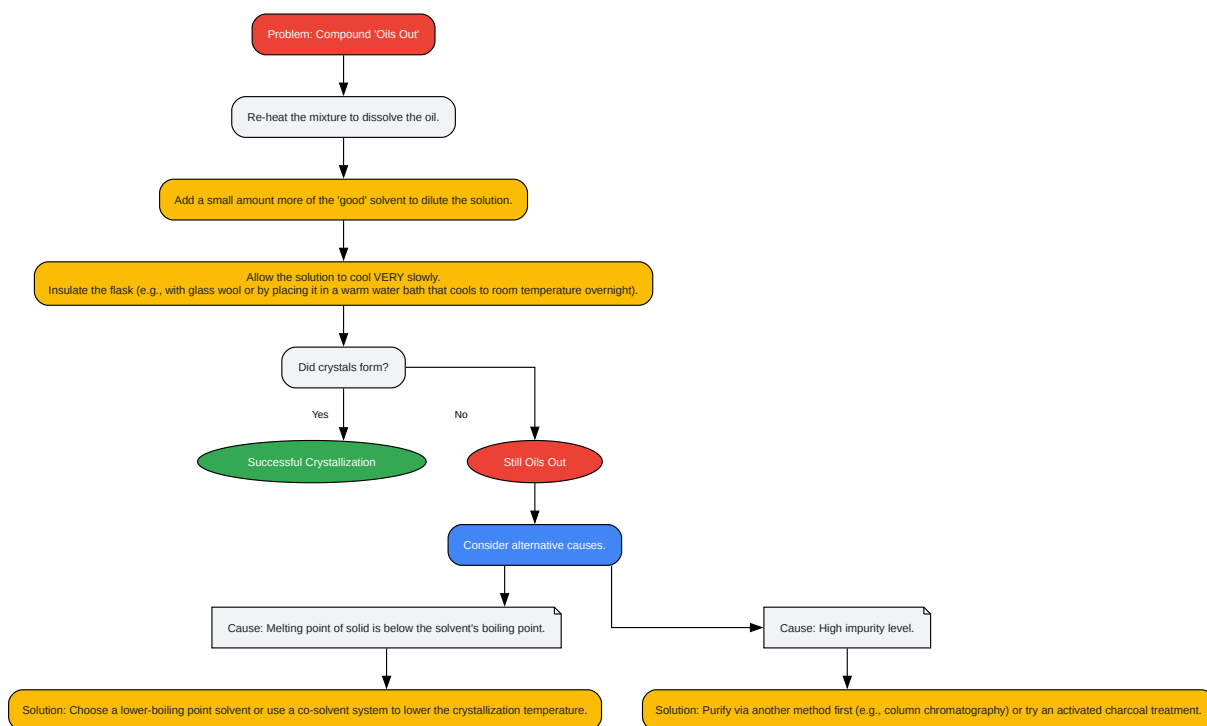 Problem: Compound 'Oils Out'
Re-heat the mixture to dissolve the oil.
Add a small amount more of the 'good' solvent to dilute the solution.
Allow the solution to cool VERY slowly.
Insulate the flask (e.g., with glass wool or by placing it in a warm water bath that cools to room temperature overnight).
Did crystals form?
Yes
No
Successful Crystallization
Still Oils Out
Consider alternative causes.
Cause: Melting point of solid is below the solvent's boiling point.
Cause: High impurity level.
Solution: Choose a lower-boiling point solvent or use a co-solvent system to lower the crystallization temperature.
Solution: Purify via another method first (e.g., column chromatography) or try an activated charcoal treatment.